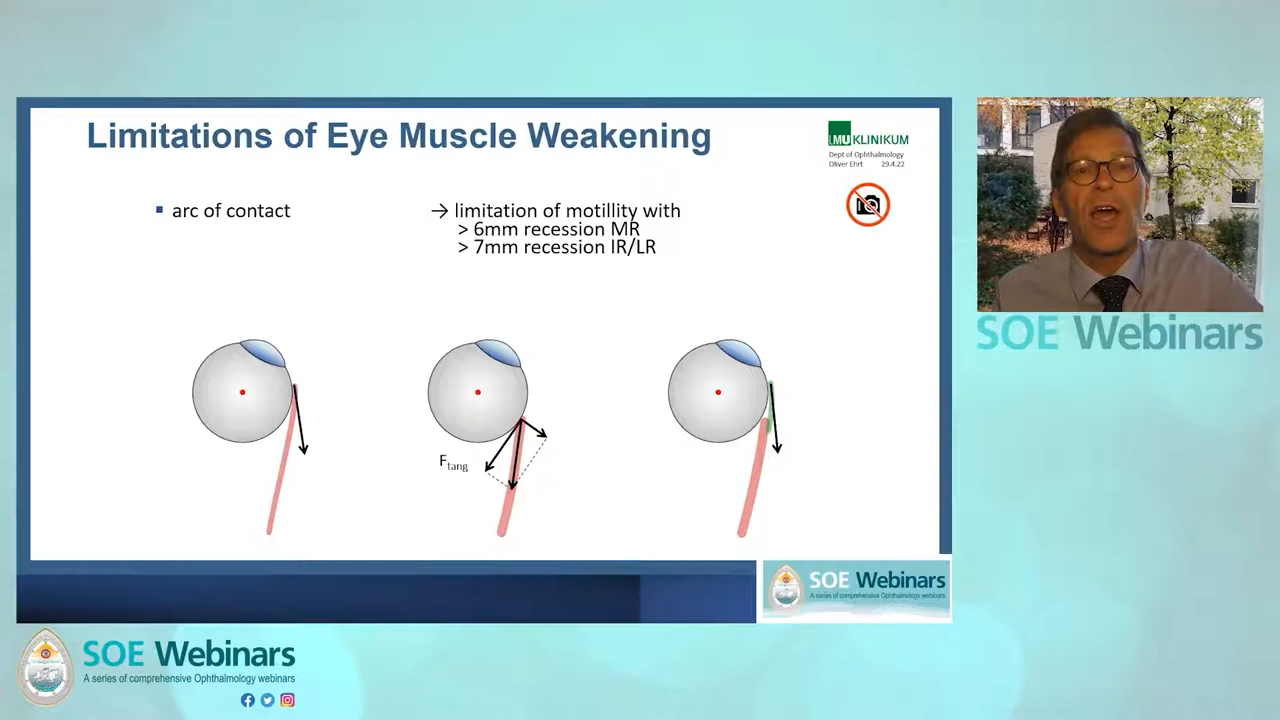 Limitations of Eye Muscle Weakening
LMU KLINIKUM
Dept of Ophthalmology
Oliver Ehrt 29.4.22
▪ arc of contact
→ limitation of motillity with
> 6mm recession MR
> 7mm recession IR/LR
Ftang
SOE Webinars
SOE Webinars
A series of comprehensive Ophthalmology webinars
SOE Webinars
A series of comprehensive Ophthalmology webinars